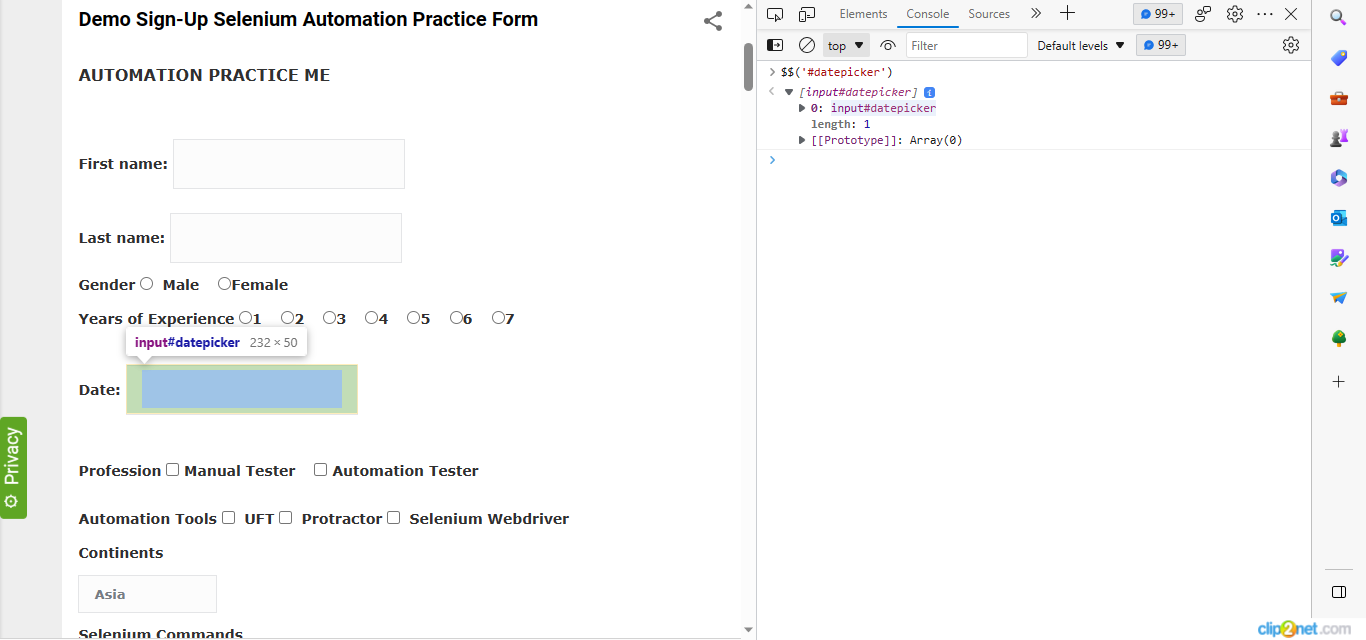 Demo Sign-Up Selenium Automation Practice Form
AUTOMATION PRACTICE ME
First name:
Last name:
Gender Male Female
Years of Experience 1 2 3 4 5 6 7
input#datepicker 232 × 50
Date:
Profession Manual Tester Automation Tester
Automation Tools UFT Protractor Selenium Webdriver
Continents
Asia
Selenium Commands
Privacy
Elements Console Sources 99+
top Filter Default levels 99+
$$('#datepicker')
[input#datepicker] i
0: input#datepicker
length: 1
[[Prototype]]: Array(0)
clip2net.com